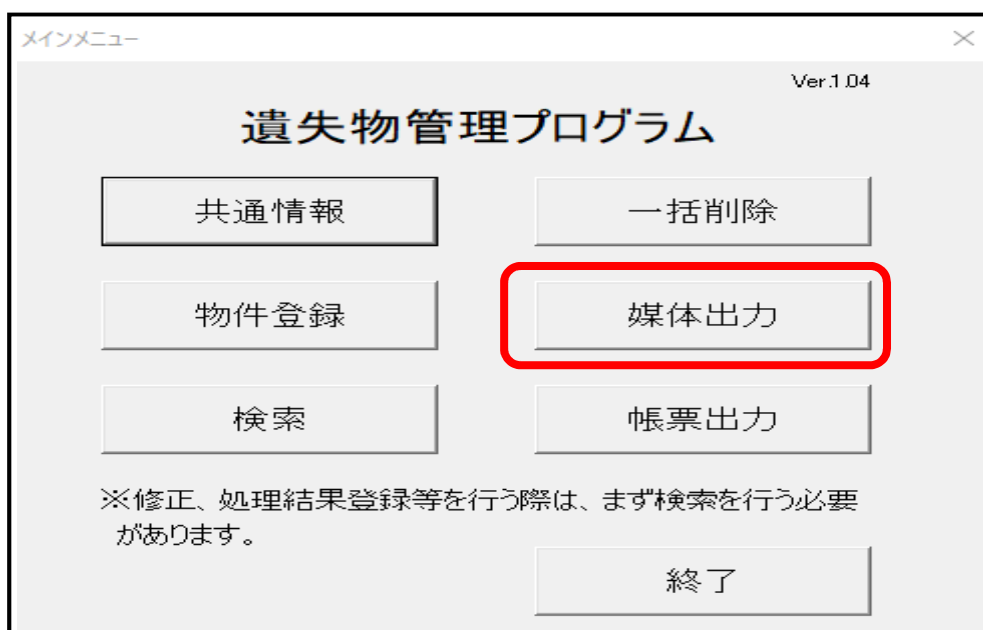 メインメニュー
Ver.1.04
遺失物管理プログラム
共通情報
一括削除
物件登録
媒体出力
検索
帳票出力
※修正、処理結果登録等を行う際は、まず検索を行う必要
があります。
終了